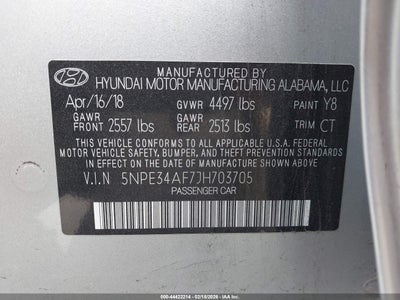 MANUFACTURED BY
HYUNDAI MOTOR MANUFACTURING ALABAMA, LLC
Apr/16/18 GVWR 4497 lbs PAINT Y8
GAWR FRONT 2557 lbs GAWR REAR 2513 lbs TRIM CT
THIS VEHICLE CONFORMS TO ALL APPLICABLE U.S. FEDERAL
MOTOR VEHICLE SAFETY, BUMPER, AND THEFT PREVENTION
STANDARDS IN EFFECT ON THE DATE OF MANUFACTURE SHOWN ABOVE.
V.I.N 5NPE34AF7JH703705
PASSENGER CAR
000-44422214 - 02/18/2026 - IAA